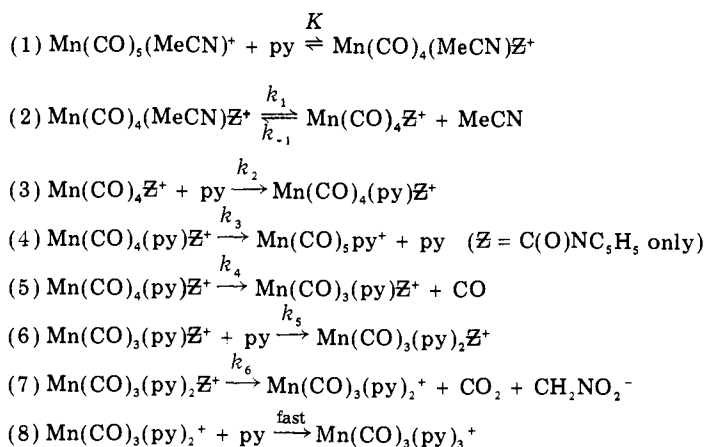 (1) Mn(CO)₅(MeCN)⁺ + py ⇌ᴷ Mn(CO)₄(MeCN)Ƶ⁺
(2) Mn(CO)₄(MeCN)Ƶ⁺ ⇌ k₁ k₋₁ Mn(CO)₄Ƶ⁺ + MeCN
(3) Mn(CO)₄Ƶ⁺ + py —k₂→ Mn(CO)₄(py)Ƶ⁺
(4) Mn(CO)₄(py)Ƶ⁺ —k₃→ Mn(CO)₅py⁺ + py (Ƶ = C(O)NC₅H₅ only)
(5) Mn(CO)₄(py)Ƶ⁺ —k₄→ Mn(CO)₃(py)Ƶ⁺ + CO
(6) Mn(CO)₃(py)Ƶ⁺ + py —k₅→ Mn(CO)₃(py)₂Ƶ⁺
(7) Mn(CO)₃(py)₂Ƶ⁺ —k₆→ Mn(CO)₃(py)₂⁺ + CO₂ + CH₂NO₂⁻
(8) Mn(CO)₃(py)₂⁺ + py —fast→ Mn(CO)₃(py)₃⁺